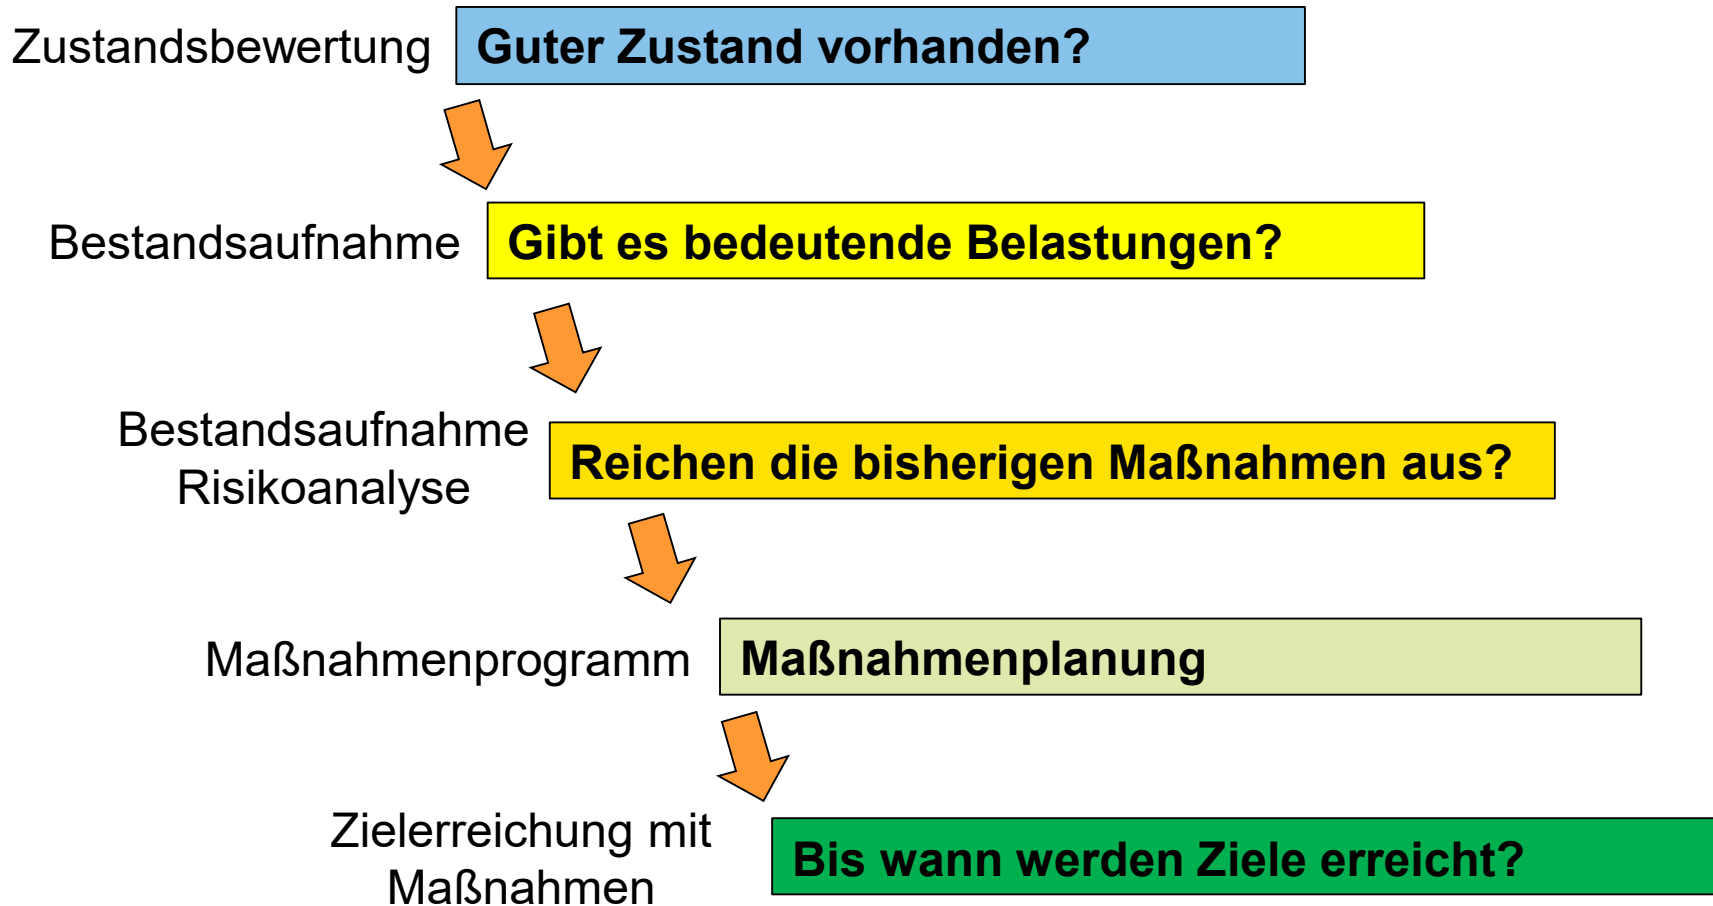 Zustandsbewertung
Guter Zustand vorhanden?
Bestandsaufnahme
Gibt es bedeutende Belastungen?
Bestandsaufnahme
Risikoanalyse
Reichen die bisherigen Maßnahmen aus?
Maßnahmenprogramm
Maßnahmenplanung
Zielerreichung mit
Maßnahmen
Bis wann werden Ziele erreicht?